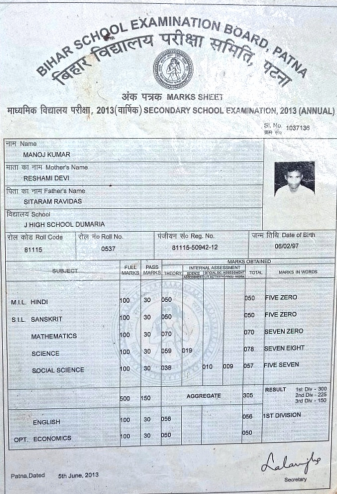 BIHAR SCHOOL EXAMINATION BOARD, PATNA
बिहार विद्यालय परीक्षा समिति, पटना
अंक पत्रक MARKS SHEET
माध्यमिक विद्यालय परीक्षा, 2013 (वार्षिक) SECONDARY SCHOOL EXAMINATION, 2013 (ANNUAL)
Sl. No. 1037136
नाम Name
MANOJ KUMAR
माता का नाम Mother's Name
RESHAMI DEVI
पिता का नाम Father's Name
SITARAM RAVIDAS
विद्यालय School
J HIGH SCHOOL DUMARIA
रोल कोड Roll Code रोल नं० Roll No. पंजीयन सं० Reg. No. जन्म तिथि Date of Birth
81115 0537 81115-50942-12 08/02/97
SUBJECT FULL MARKS PASS MARKS MARKS OBTAINED
THEORY INTERNAL ASSESSMENT TOTAL MARKS IN WORDS
M.I.L. HINDI 100 30 050 050 FIVE ZERO
S.I.L. SANSKRIT 100 30 050 050 FIVE ZERO
MATHEMATICS 100 30 070 070 SEVEN ZERO
SCIENCE 100 30 059 019 078 SEVEN EIGHT
SOCIAL SCIENCE 100 30 038 010 009 057 FIVE SEVEN
500 150 AGGREGATE 305 RESULT 1st Div - 300
2nd Div - 225
3rd Div - 150
ENGLISH 100 30 056 056 1ST DIVISION
OPT. ECONOMICS 100 30 050 050
Patna, Dated 5th June, 2013
Secretary